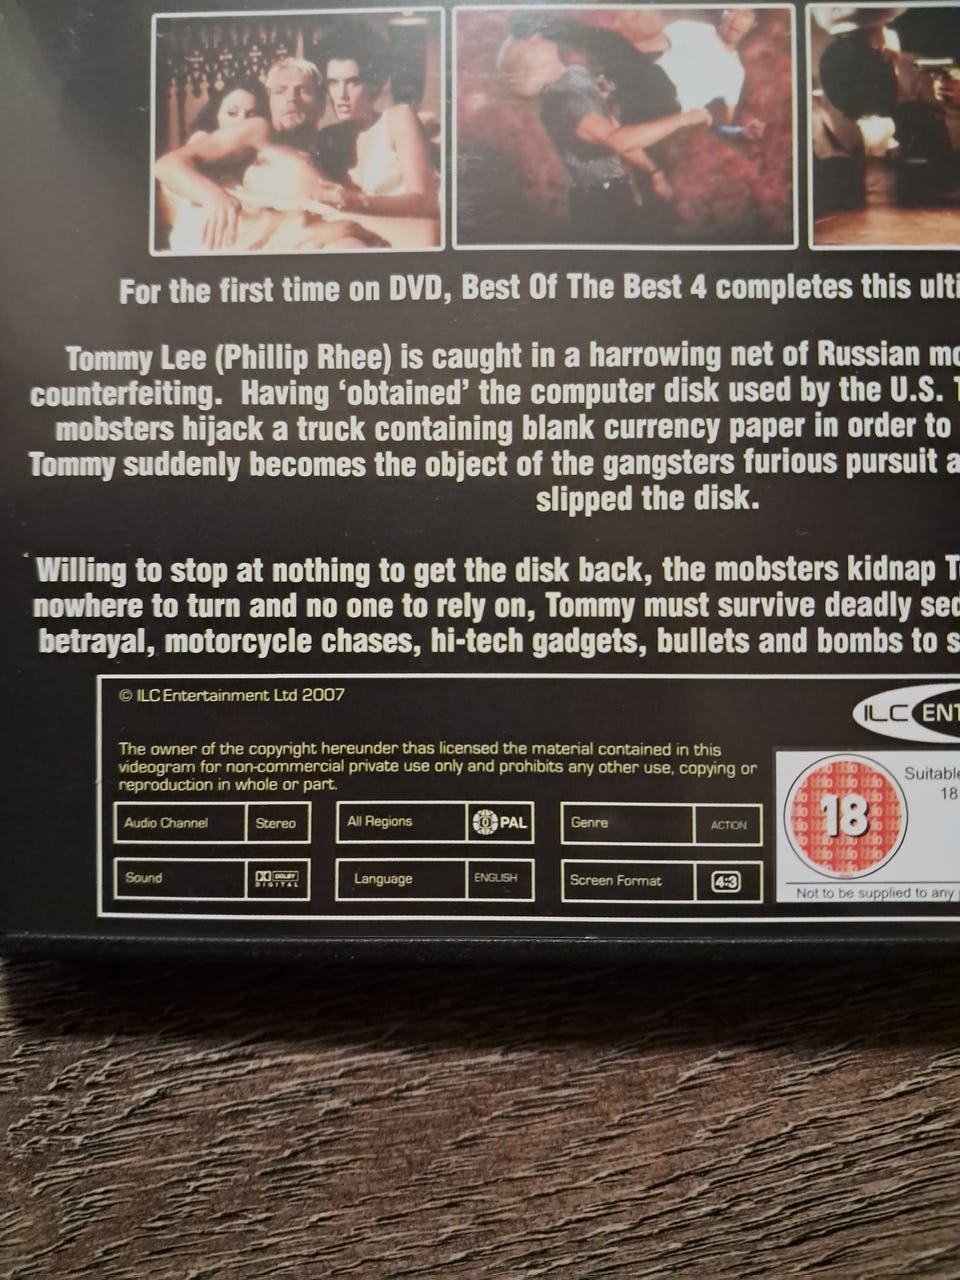 For the first time on DVD, Best Of The Best 4 completes this ulti
Tommy Lee (Phillip Rhee) is caught in a harrowing net of Russian mo
counterfeiting. Having ‘obtained’ the computer disk used by the U.S. T
mobsters hijack a truck containing blank currency paper in order to
Tommy suddenly becomes the object of the gangsters furious pursuit a
slipped the disk.
Willing to stop at nothing to get the disk back, the mobsters kidnap T
nowhere to turn and no one to rely on, Tommy must survive deadly sed
betrayal, motorcycle chases, hi-tech gadgets, bullets and bombs to s
© ILC Entertainment Ltd 2007
ILC ENT
The owner of the copyright hereunder thas licensed the material contained in this
videogram for non-commercial private use only and prohibits any other use, copying or
reproduction in whole or part.
Audio Channel Stereo
All Regions 0 PAL
Genre ACTION
Sound DOLBY DIGITAL
Language ENGLISH
Screen Format 4:3
18
Suitable
18
Not to be supplied to any